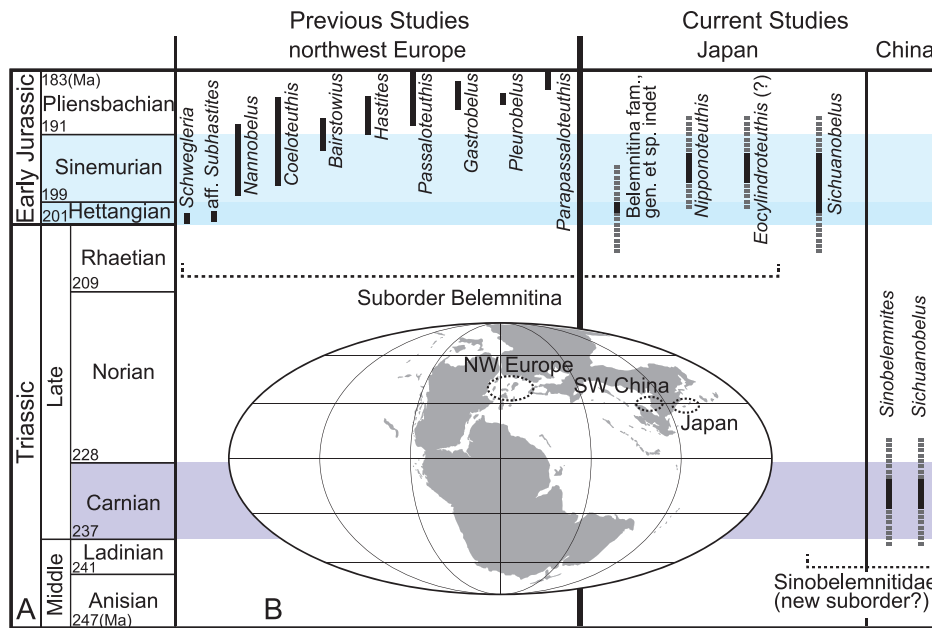 Previous Studies
northwest Europe
Current Studies
Japan
China
Early Jurassic
183(Ma)
Pliensbachian
191
Sinemurian
199
Hettangian
201
Triassic
Late
Rhaetian
209
Norian
228
Carnian
237
Middle
Ladinian
241
Anisian
247(Ma)
A
B
Schwegleria
aff. Subhastites
Nannobelus
Coeloteuthis
Bairstowius
Hastites
Passaloteuthis
Gastrobelus
Pleurobelus
Parapassaloteuthis
Belemnitina fam.,
gen. et sp. indet
Nipponoteuthis
Eocylindroteuthis (?)
Sichuanobelus
Suborder Belemnitina
NW Europe
SW China
Japan
Sinobelemnites
Sichuanobelus
Sinobelemnitidae
(new suborder?)